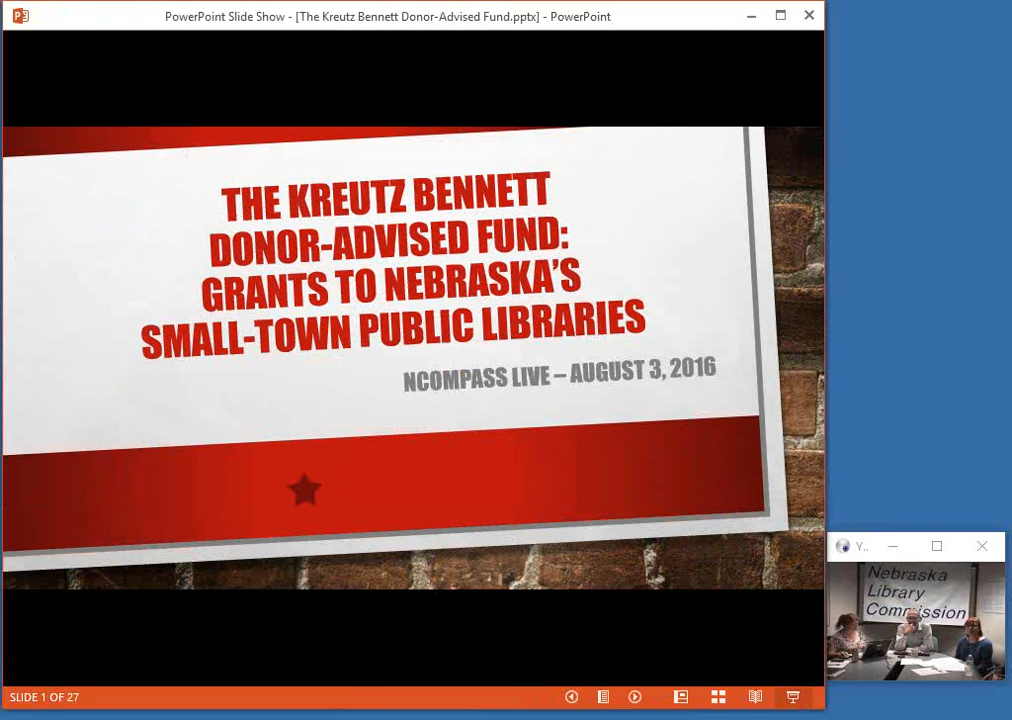 PowerPoint Slide Show - [The Kreutz Bennett Donor-Advised Fund.pptx] - PowerPoint
THE KREUTZ BENNETT
DONOR-ADVISED FUND:
GRANTS TO NEBRASKA'S
SMALL-TOWN PUBLIC LIBRARIES
NCOMPASS LIVE – AUGUST 3, 2016
Y..
Nebraska
Library
Commission
SLIDE 1 OF 27